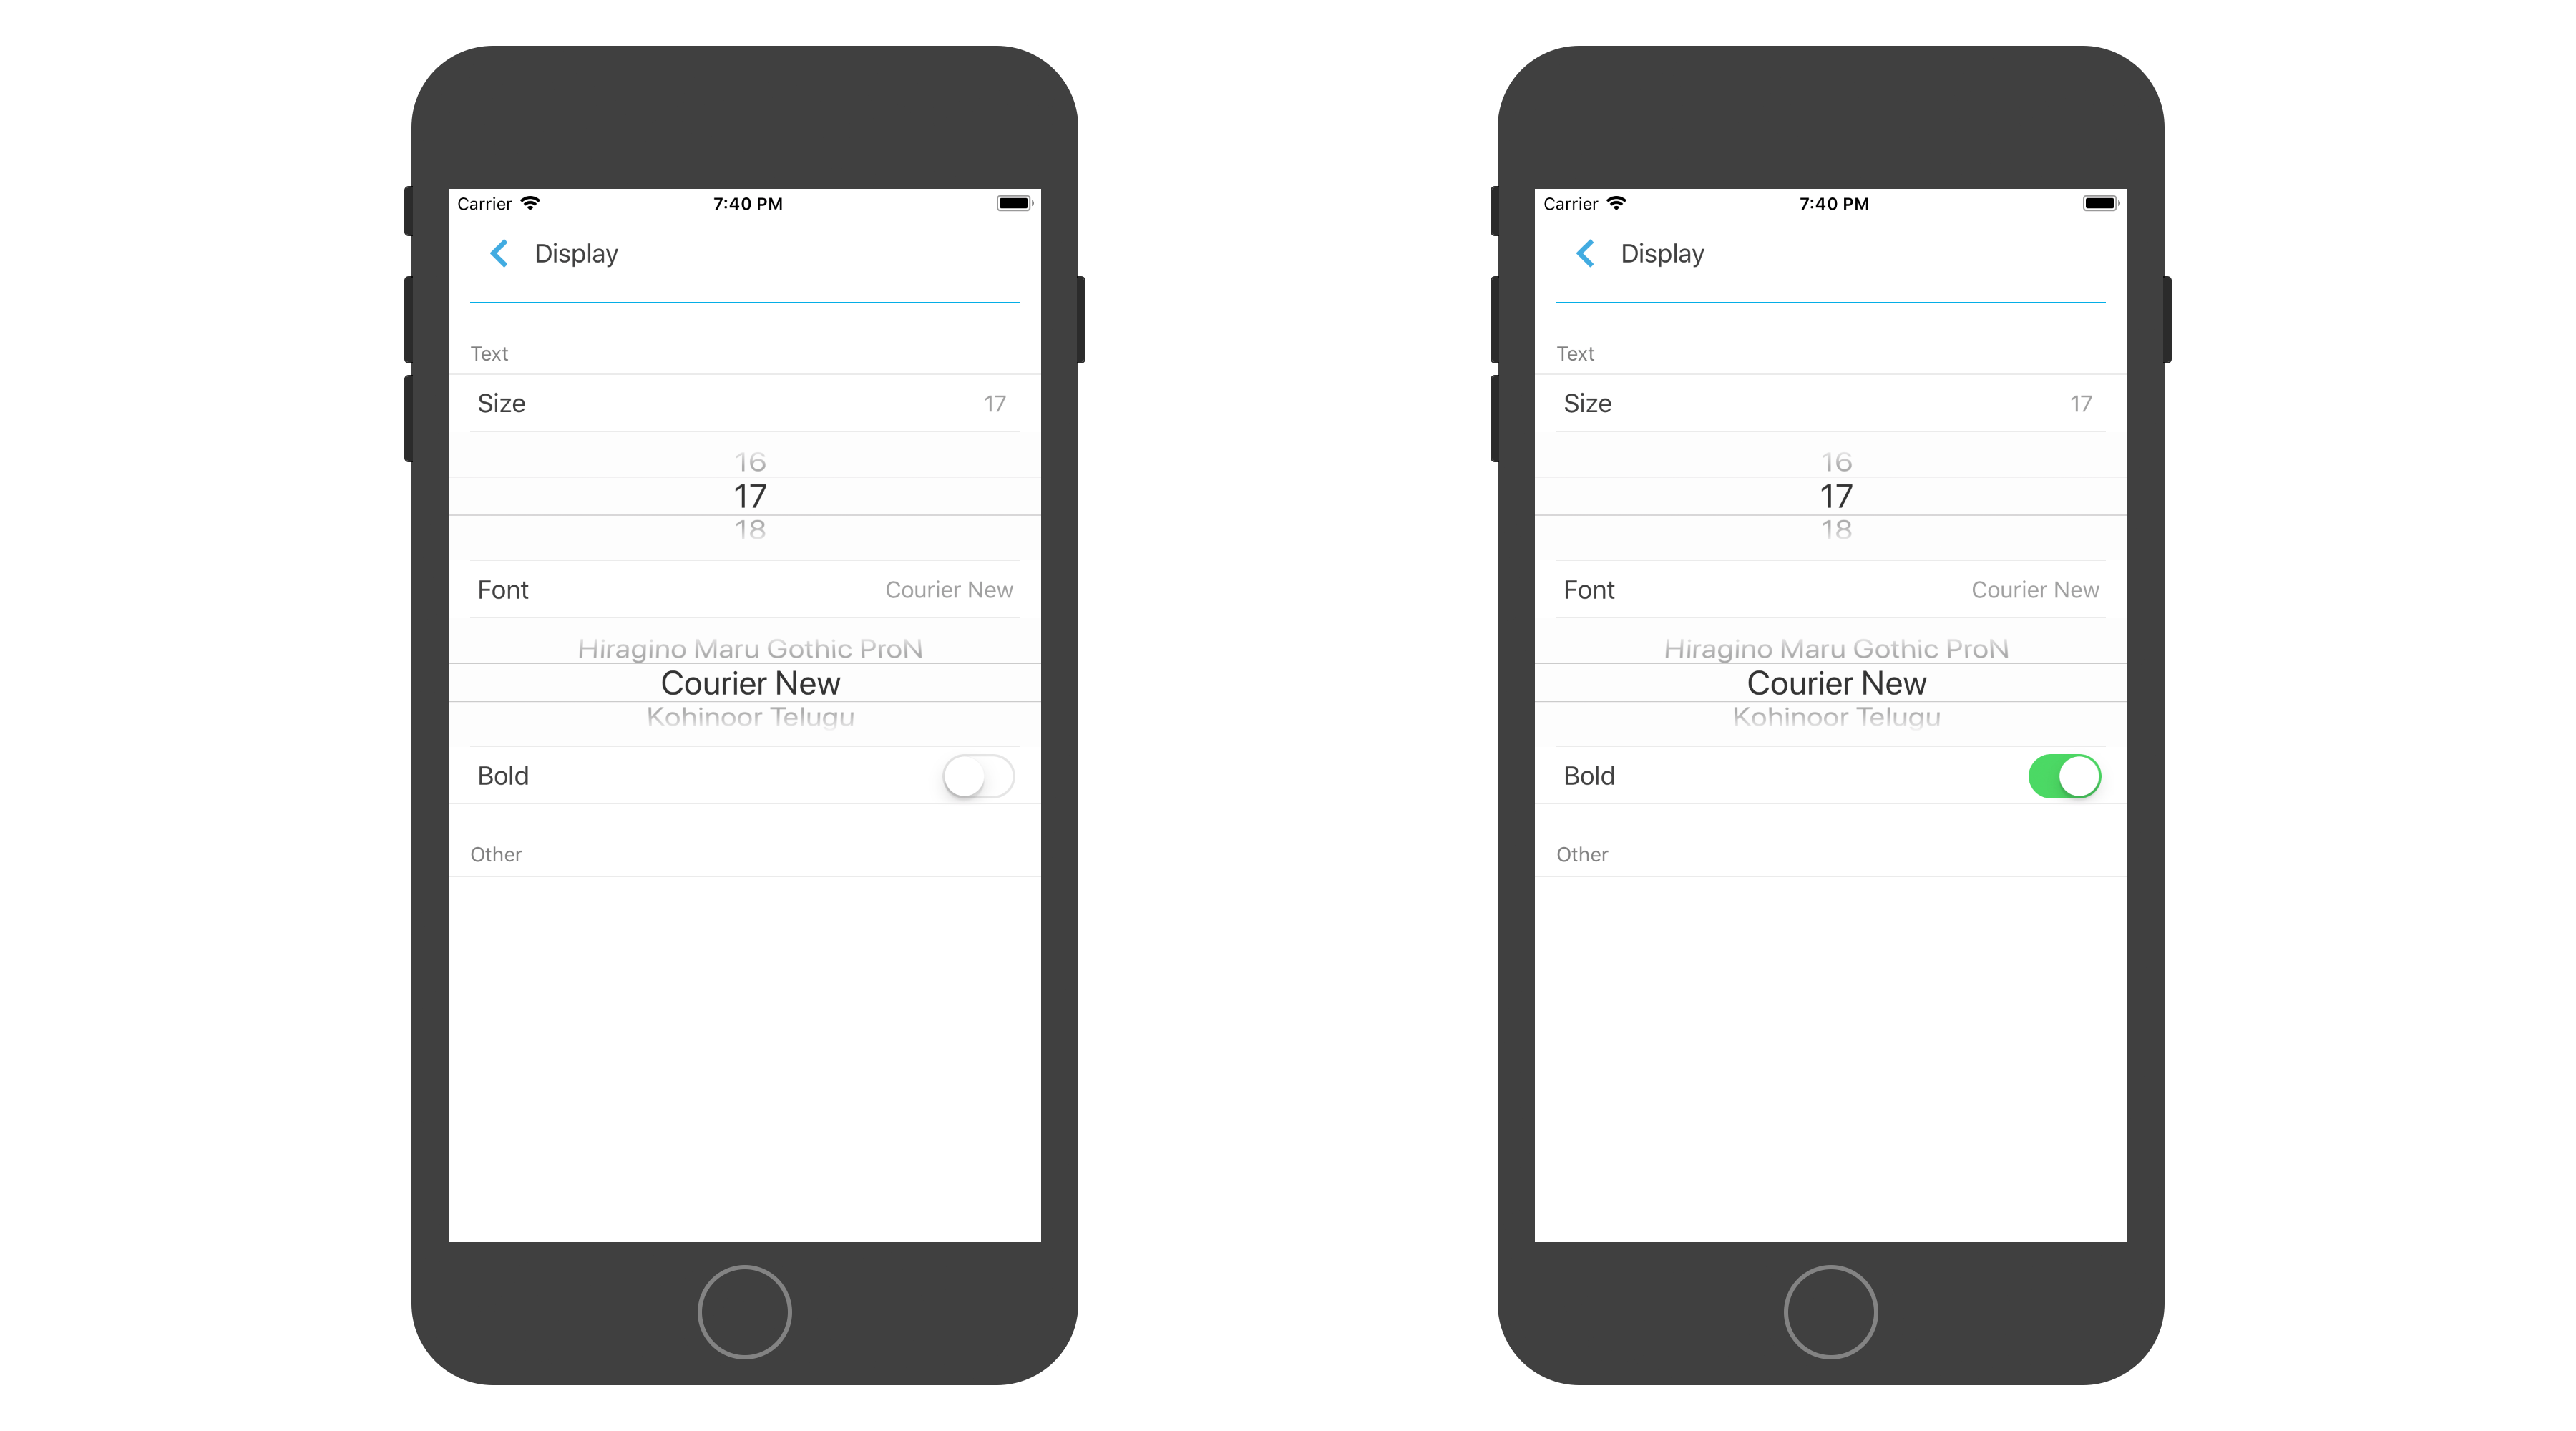 Carrier 7:40 PM
Display
Text
Size 17
16
17
18
Font Courier New
Hiragino Maru Gothic ProN
Courier New
Kohinoor Telugu
Bold
Other
Carrier 7:40 PM
Display
Text
Size 17
16
17
18
Font Courier New
Hiragino Maru Gothic ProN
Courier New
Kohinoor Telugu
Bold
Other